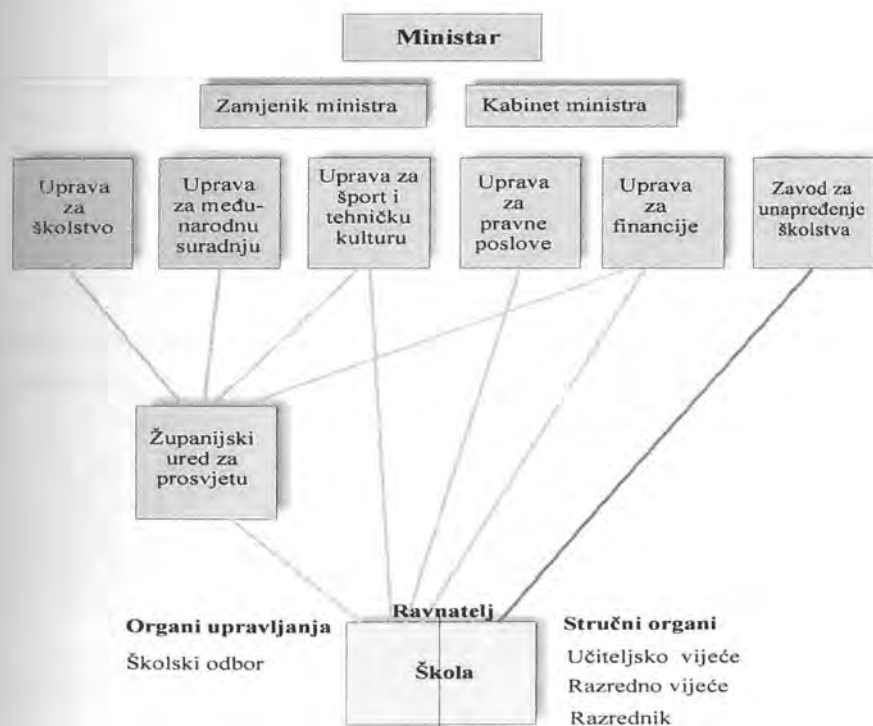 Ministar
Zamjenik ministra
Kabinet ministra
Uprava
za
školstvo
Uprava
za među-
narodnu
suradnju
Uprava za
šport i
tehničku
kulturu
Uprava
za
pravne
poslove
Uprava
za
financije
Zavod za
unapređenje
školstva
Županijski
ured za
prosvjetu
Organi upravljanja
Školski odbor
Ravnatelj
Škola
Stručni organi
Učiteljsko vijeće
Razredno vijeće
Razrednik